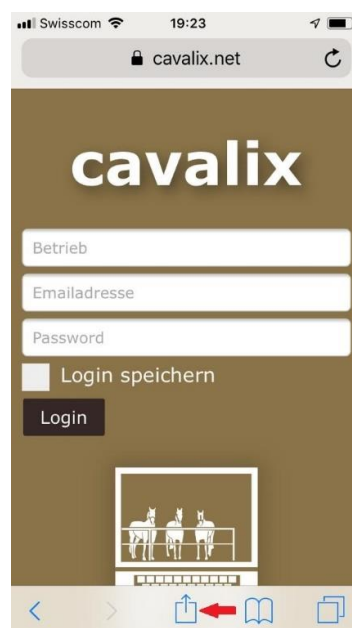 Swisscom 19:23
cavalix.net
cavalix
Betrieb
Emailadresse
Password
Login speichern
Login